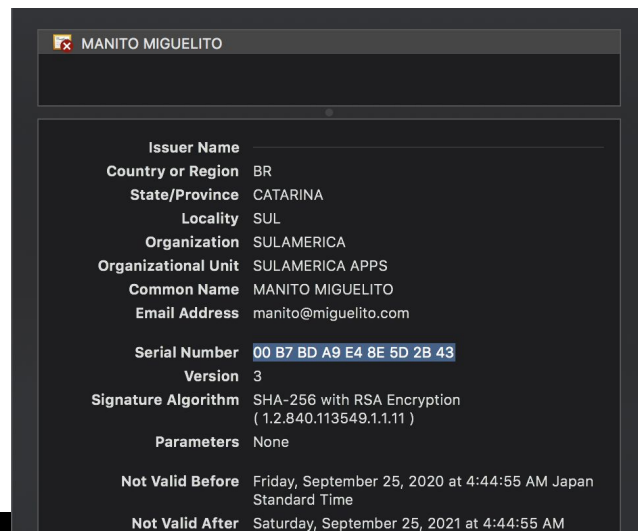 MANITO MIGUELITO
Issuer Name
Country or Region BR
State/Province CATARINA
Locality SUL
Organization SULAMERICA
Organizational Unit SULAMERICA APPS
Common Name MANITO MIGUELITO
Email Address manito@miguelito.com
Serial Number 00 B7 BD A9 E4 8E 5D 2B 43
Version 3
Signature Algorithm SHA-256 with RSA Encryption
( 1.2.840.113549.1.1.11 )
Parameters None
Not Valid Before Friday, September 25, 2020 at 4:44:55 AM Japan
Standard Time
Not Valid After Saturday, September 25, 2021 at 4:44:55 AM